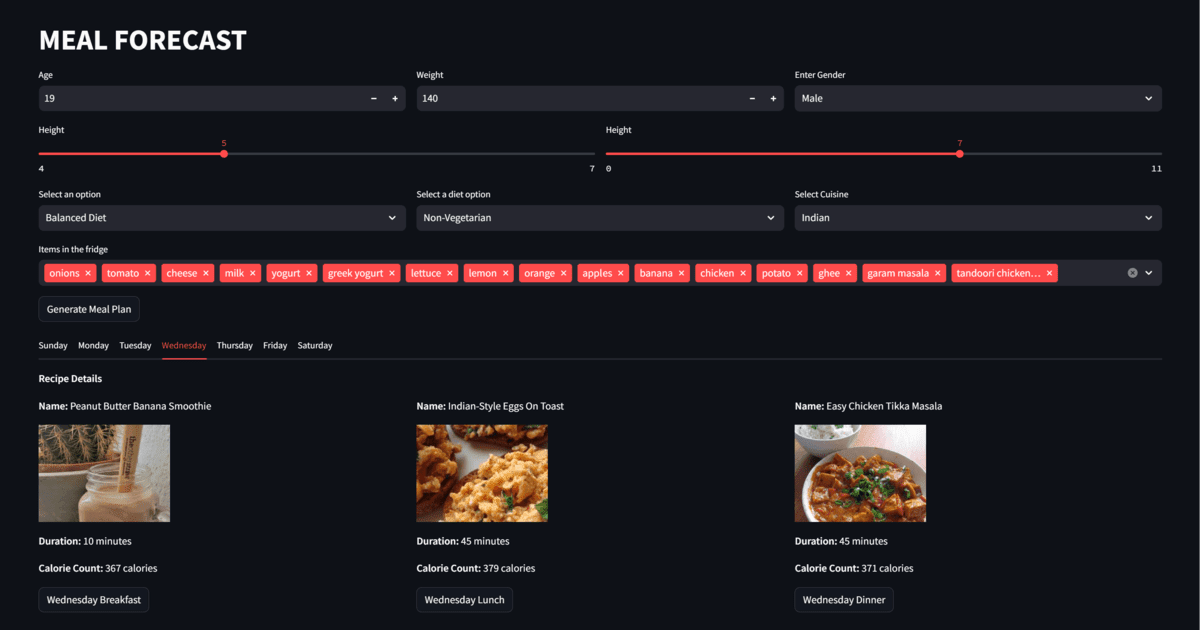 MEAL FORECAST
Age Weight Enter Gender
19 − + 140 − + Male
Height Height
5 7
4 7 0 11
Select an option Select a diet option Select Cuisine
Balanced Diet Non-Vegetarian Indian
Items in the fridge
onions × tomato × cheese × milk × yogurt × greek yogurt × lettuce × lemon × orange × apples × banana × chicken × potato × ghee × garam masala × tandoori chicken... ×
Generate Meal Plan
Sunday Monday Tuesday Wednesday Thursday Friday Saturday
Recipe Details
Name: Peanut Butter Banana Smoothie Name: Indian-Style Eggs On Toast Name: Easy Chicken Tikka Masala
Duration: 10 minutes Duration: 45 minutes Duration: 45 minutes
Calorie Count: 367 calories Calorie Count: 379 calories Calorie Count: 371 calories
Wednesday Breakfast Wednesday Lunch Wednesday Dinner